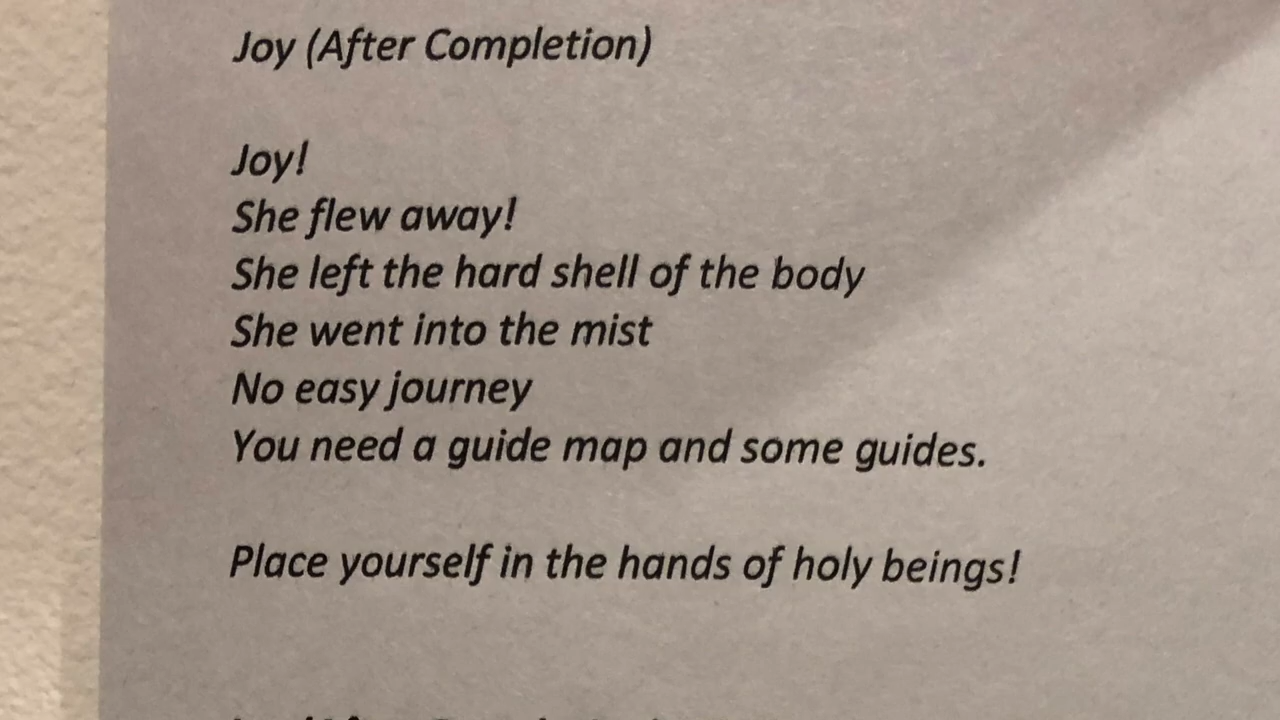 Joy (After Completion)
Joy!
She flew away!
She left the hard shell of the body
She went into the mist
No easy journey
You need a guide map and some guides.
Place yourself in the hands of holy beings!